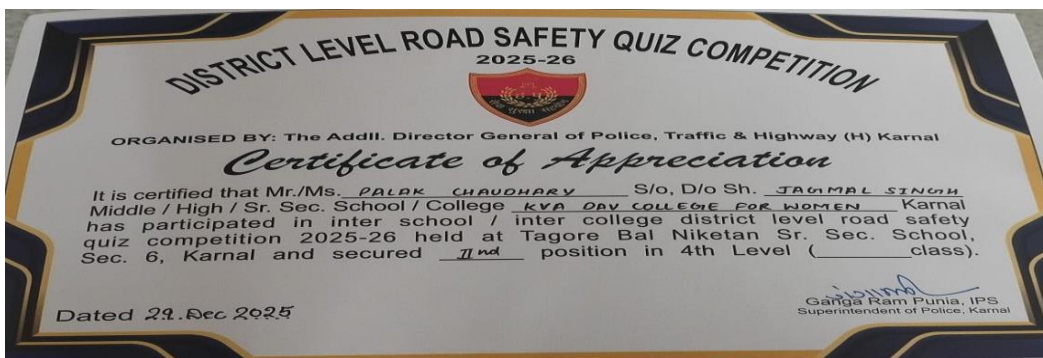 DISTRICT LEVEL ROAD SAFETY QUIZ COMPETITION
2025-26
ORGANISED BY: The Addll. Director General of Police, Traffic & Highway (H) Karnal
Certificate of Appreciation
It is certified that Mr./Ms. PALAK CHAUDHARY S/o, D/o Sh. JAGMAL SINGH
Middle / High / Sr. Sec. School / College KVA DAV COLLEGE FOR WOMEN Karnal
has participated in inter school / inter college district level road safety
quiz competition 2025-26 held at Tagore Bal Niketan Sr. Sec. School,
Sec. 6, Karnal and secured IInd position in 4th Level (________class).
Ganga Ram Punia, IPS
Superintendent of Police, Karnal
Dated 29.Dec 2025